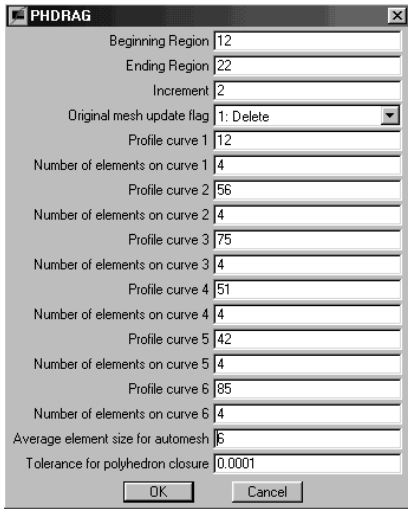 PHDRAG
Beginning Region 12
Ending Region 22
Increment 2
Original mesh update flag 1: Delete
Profile curve 1 12
Number of elements on curve 1 4
Profile curve 2 56
Number of elements on curve 2 4
Profile curve 3 75
Number of elements on curve 3 4
Profile curve 4 51
Number of elements on curve 4 4
Profile curve 5 42
Number of elements on curve 5 4
Profile curve 6 85
Number of elements on curve 6 4
Average element size for automesh 6
Tolerance for polyhedron closure 0.0001
OK Cancel